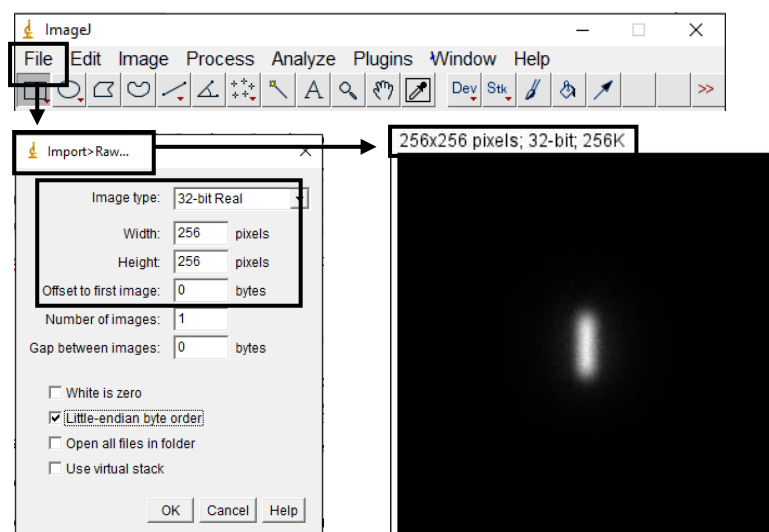 ImageJ
File Edit Image Process Analyze Plugins Window Help
A Dev Stk >>
Import>Raw...
256x256 pixels; 32-bit; 256K
Image type: 32-bit Real
Width: 256 pixels
Height: 256 pixels
Offset to first image: 0 bytes
Number of images: 1
Gap between images: 0 bytes
White is zero
Little-endian byte order
Open all files in folder
Use virtual stack
OK Cancel Help